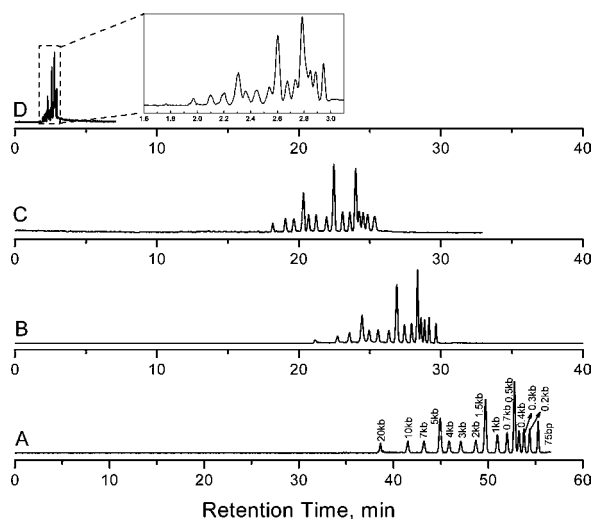 D
1.6 1.8 2.0 2.2 2.4 2.6 2.8 3.0
0 10 20 30 40
C
0 10 20 30 40
B
0 10 20 30 40
A
20kb 10kb 7kb 5kb 4kb 3kb 2kb 1.5kb 1kb 0.7kb 0.5kb 0.4kb 0.3kb 0.2kb 75bp
0 10 20 30 40 50 60
Retention Time, min